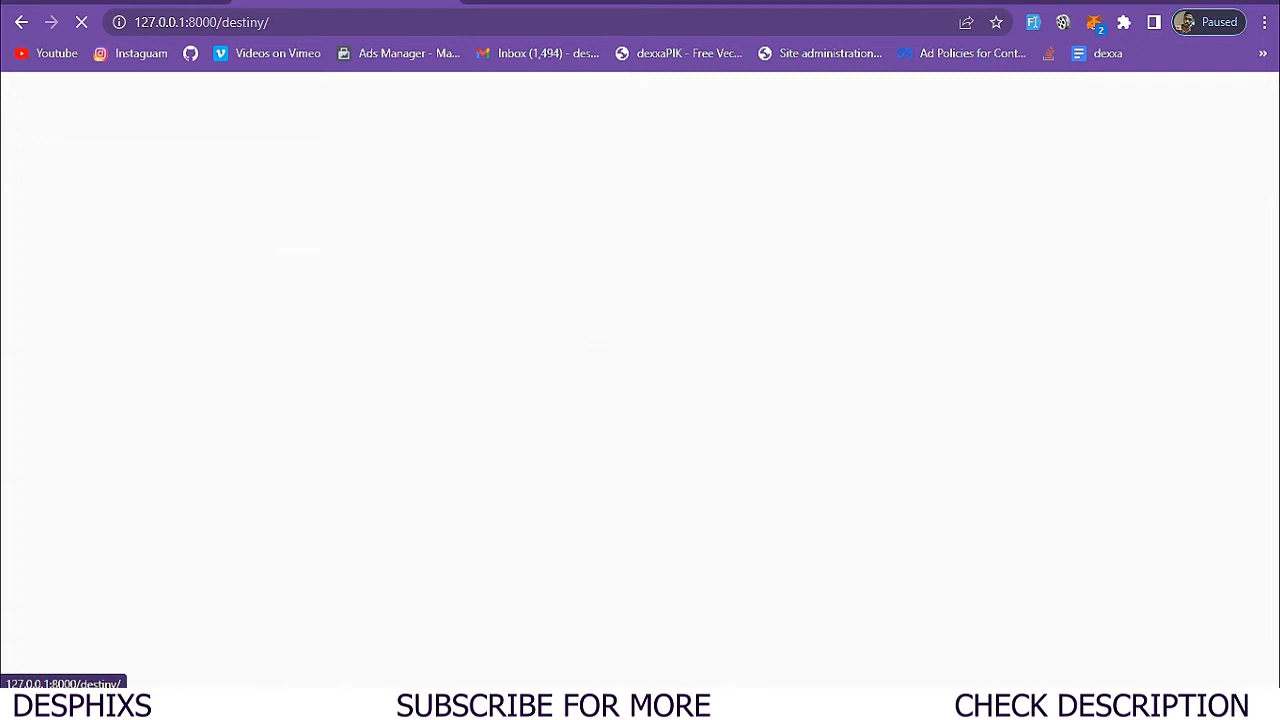 127.0.0.1:8000/destiny/
2
Paused
Youtube Instaguam Videos on Vimeo Ads Manager - Ma... Inbox (1,494) - des... dexxaPIK - Free Vec... Site administration... Ad Policies for Cont... dexxa »
127.0.0.1:8000/destiny/
DESPHIXS SUBSCRIBE FOR MORE CHECK DESCRIPTION